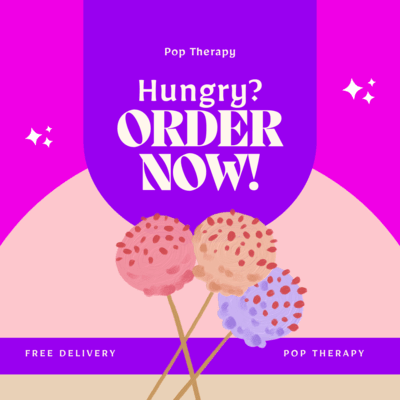 Pop Therapy
Hungry?
ORDER
NOW!
FREE DELIVERY
POP THERAPY